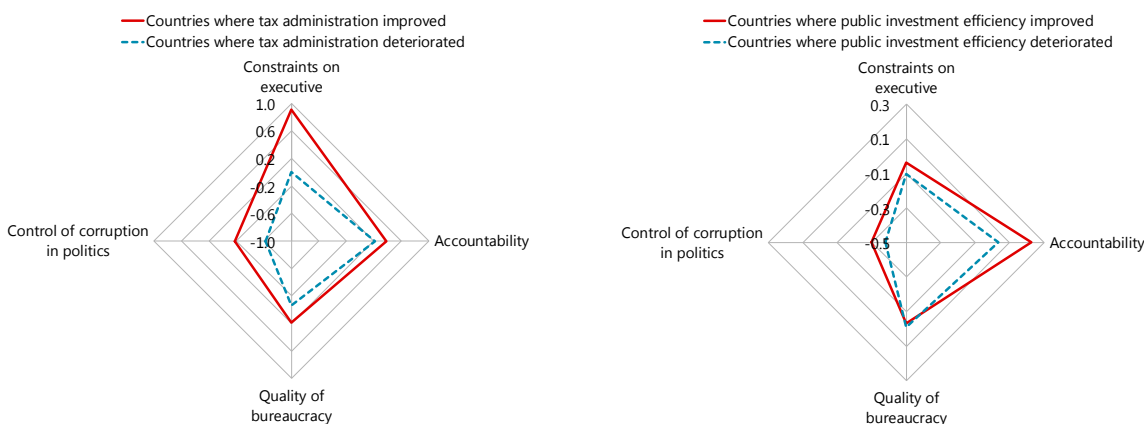 Countries where tax administration improved
Countries where tax administration deteriorated
Constraints on
executive
1.0
0.6
0.2
-0.2
-0.6
-1.0
Control of corruption
in politics
Accountability
Quality of
bureaucracy
Countries where public investment efficiency improved
Countries where public investment efficiency deteriorated
Constraints on
executive
0.3
0.1
-0.1
-0.3
-0.5
Control of corruption
in politics
Accountability
Quality of
bureaucracy